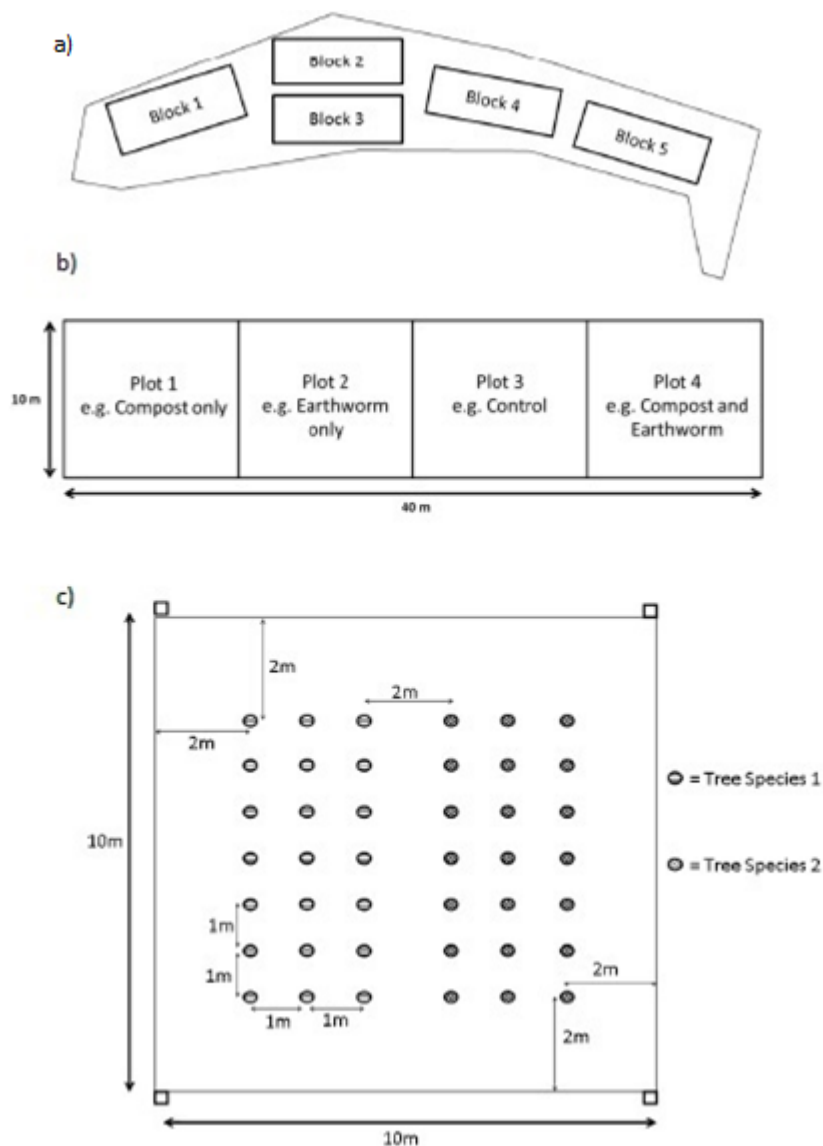 a)
Block 1
Block 2
Block 3
Block 4
Block 5
b)
10 m
Plot 1
e.g. Compost only
Plot 2
e.g. Earthworm
only
Plot 3
e.g. Control
Plot 4
e.g. Compost and
Earthworm
40 m
c)
2m
2m
2m
= Tree Species 1
10m
= Tree Species 2
1m
1m
2m
1m
1m
2m
10m